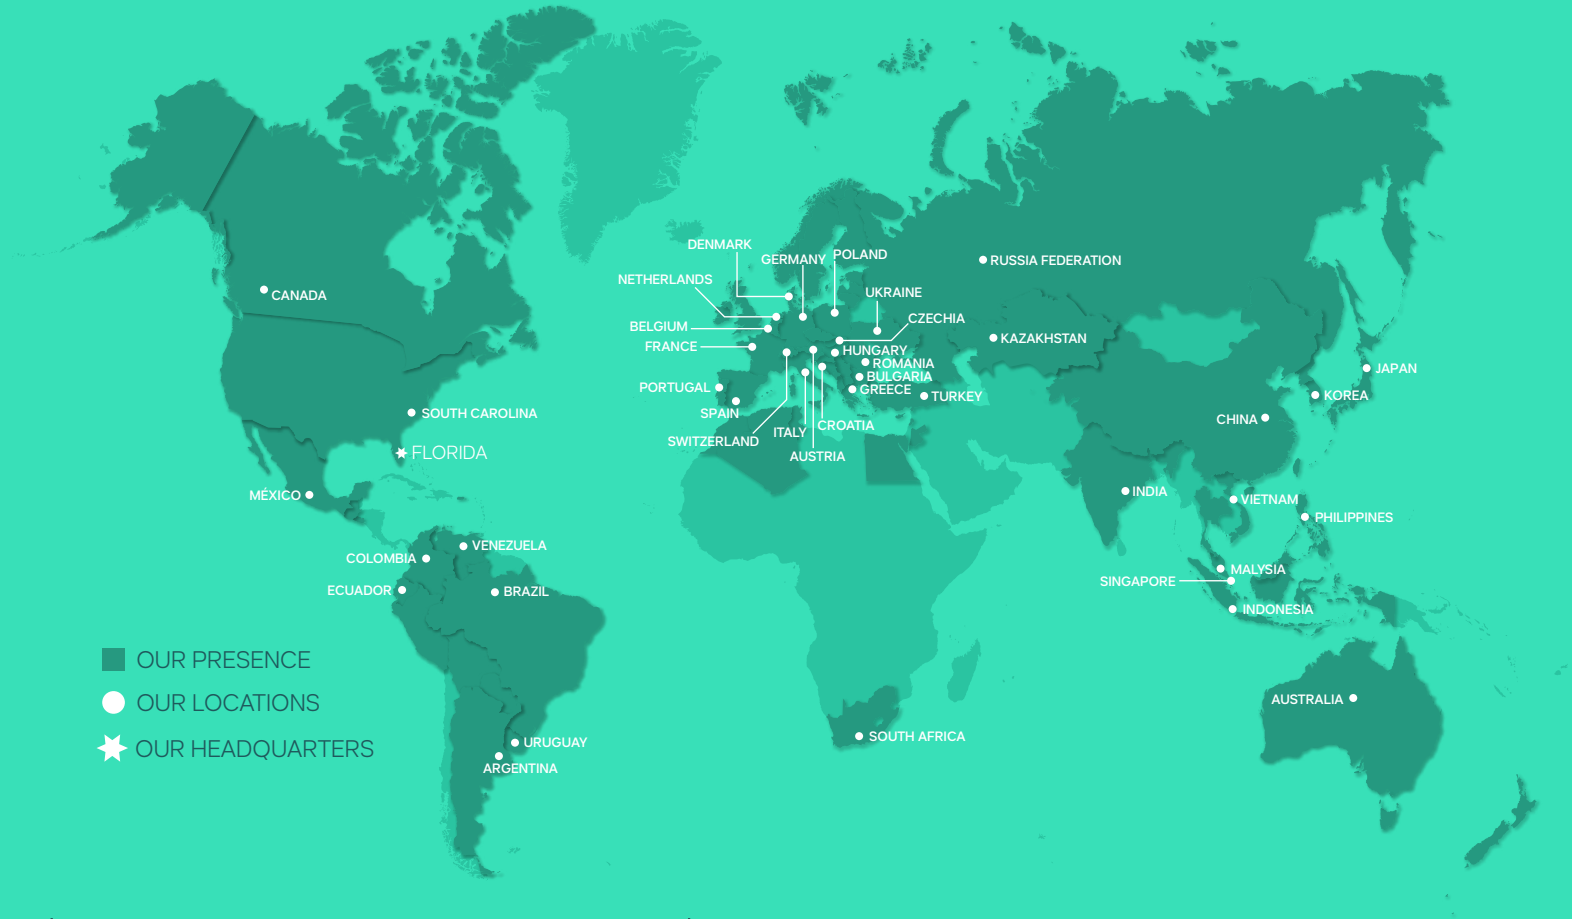 DENMARK
GERMANY
POLAND
RUSSIA FEDERATION
NETHERLANDS
UKRAINE
CANADA
CZECHIA
BELGIUM
KAZAKHSTAN
FRANCE
HUNGARY
ROMANIA
JAPAN
BULGARIA
PORTUGAL
GREECE
TURKEY
KOREA
SOUTH CAROLINA
SPAIN
CHINA
CROATIA
ITALY
SWITZERLAND
FLORIDA
AUSTRIA
INDIA
MÉXICO
VIETNAM
PHILIPPINES
VENEZUELA
COLOMBIA
MALYSIA
SINGAPORE
ECUADOR
BRAZIL
INDONESIA
OUR PRESENCE
OUR LOCATIONS
AUSTRALIA
SOUTH AFRICA
URUGUAY
OUR HEADQUARTERS
ARGENTINA